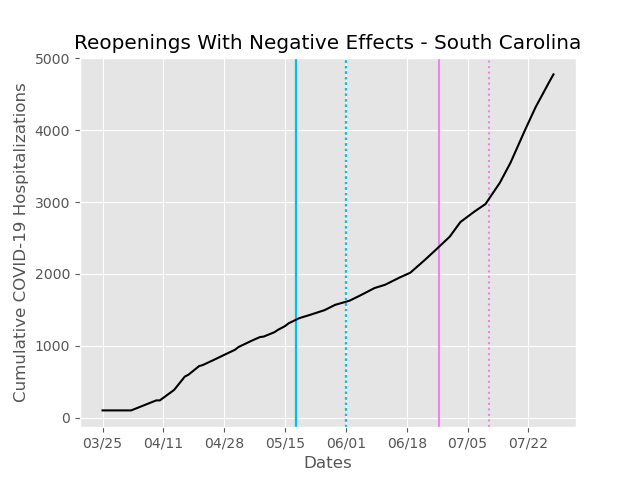 Reopenings With Negative Effects - South Carolina
Cumulative COVID-19 Hospitalizations
5000
4000
3000
2000
1000
0
03/25 04/11 04/28 05/15 06/01 06/18 07/05 07/22
Dates